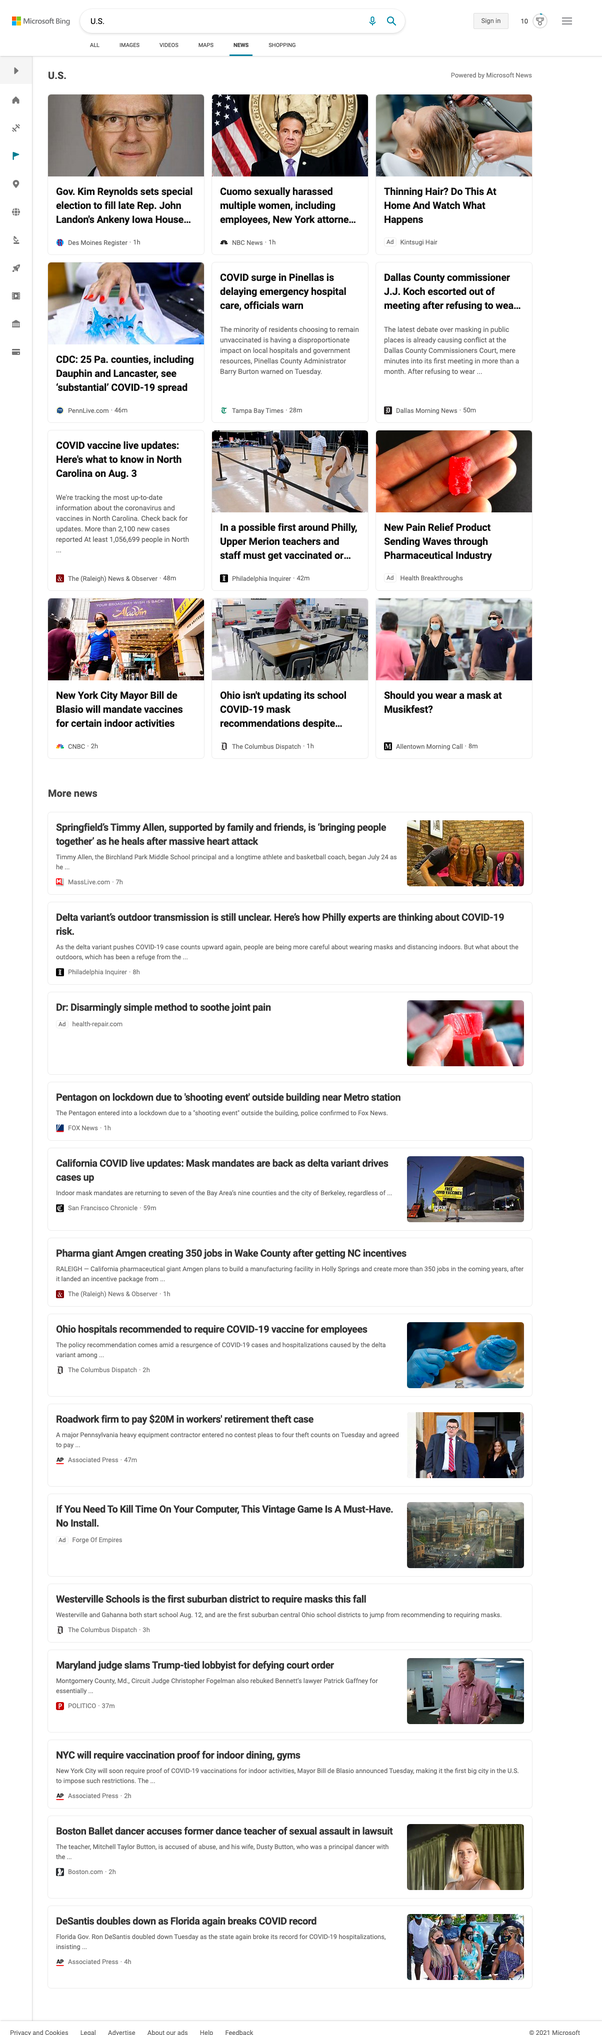 Microsoft Bing
U.S.
Sign in
10
ALL IMAGES VIDEOS MAPS NEWS SHOPPING
U.S.
Powered by Microsoft News
Gov. Kim Reynolds sets special
election to fill late Rep. John
Landon's Ankeny Iowa House...
Des Moines Register · 1h
Cuomo sexually harassed
multiple women, including
employees, New York attorne...
NBC News · 1h
Thinning Hair? Do This At
Home And Watch What
Happens
Ad Kintsugi Hair
CDC: 25 Pa. counties, including
Dauphin and Lancaster, see
'substantial' COVID-19 spread
PennLive.com · 46m
COVID surge in Pinellas is
delaying emergency hospital
care, officials warn
The minority of residents choosing to remain
unvaccinated is having a disproportionate
impact on local hospitals and government
resources, Pinellas County Administrator
Barry Burton warned on Tuesday.
Tampa Bay Times · 28m
Dallas County commissioner
J.J. Koch escorted out of
meeting after refusing to wea...
The latest debate over masking in public
places is already causing conflict at the
Dallas County Commissioners Court, mere
minutes into its first meeting in more than a
month. After refusing to wear ...
Dallas Morning News · 50m
COVID vaccine live updates:
Here's what to know in North
Carolina on Aug. 3
We're tracking the most up-to-date
information about the coronavirus and
vaccines in North Carolina. Check back for
updates. More than 2,100 new cases
reported At least 1,056,699 people in North
...
The (Raleigh) News & Observer · 48m
In a possible first around Philly,
Upper Merion teachers and
staff must get vaccinated or...
Philadelphia Inquirer · 42m
New Pain Relief Product
Sending Waves through
Pharmaceutical Industry
Ad Health Breakthroughs
Aladdin
New York City Mayor Bill de
Blasio will mandate vaccines
for certain indoor activities
CNBC · 2h
Ohio isn't updating its school
COVID-19 mask
recommendations despite...
The Columbus Dispatch · 1h
Should you wear a mask at
Musikfest?
Allentown Morning Call · 8m
More news
Springfield's Timmy Allen, supported by family and friends, is 'bringing people
together' as he heals after massive heart attack
Timmy Allen, the Birchland Park Middle School principal and a longtime athlete and basketball coach, began July 24 as
he ...
MassLive.com · 7h
Delta variant's outdoor transmission is still unclear. Here's how Philly experts are thinking about COVID-19
risk.
As the delta variant pushes COVID-19 case counts upward again, people are being more careful about wearing masks and distancing indoors. But what about the
outdoors, which has been a refuge from the ...
Philadelphia Inquirer · 8h
Dr: Disarmingly simple method to soothe joint pain
Ad health-repair.com
Pentagon on lockdown due to 'shooting event' outside building near Metro station
The Pentagon entered into a lockdown due to a "shooting event" outside the building, police confirmed to Fox News.
FOX News · 1h
California COVID live updates: Mask mandates are back as delta variant drives
cases up
Indoor mask mandates are returning to seven of the Bay Area's nine counties and the city of Berkeley, regardless of ...
San Francisco Chronicle · 59m
FREE
COVID VACCINES
Pharma giant Amgen creating 350 jobs in Wake County after getting NC incentives
RALEIGH — California pharmaceutical giant Amgen plans to build a manufacturing facility in Holly Springs and create more than 350 jobs in the coming years, after
it landed an incentive package from ...
The (Raleigh) News & Observer · 1h
Ohio hospitals recommended to require COVID-19 vaccine for employees
The policy recommendation comes amid a resurgence of COVID-19 cases and hospitalizations caused by the delta
variant among ...
The Columbus Dispatch · 2h
Roadwork firm to pay $20M in workers' retirement theft case
A major Pennsylvania heavy equipment contractor entered no contest pleas to four theft counts on Tuesday and agreed
to pay ...
AP Associated Press · 47m
If You Need To Kill Time On Your Computer, This Vintage Game Is A Must-Have.
No Install.
Ad Forge Of Empires
Westerville Schools is the first suburban district to require masks this fall
Westerville and Gahanna both start school Aug. 12, and are the first suburban central Ohio school districts to jump from recommending to requiring masks.
The Columbus Dispatch · 3h
Maryland judge slams Trump-tied lobbyist for defying court order
Montgomery County, Md., Circuit Judge Christopher Fogelman also rebuked Bennett's lawyer Patrick Gaffney for
essentially ...
POLITICO · 37m
NYC will require vaccination proof for indoor dining, gyms
New York City will soon require proof of COVID-19 vaccinations for indoor activities, Mayor Bill de Blasio announced Tuesday, making it the first big city in the U.S.
to impose such restrictions. The ...
AP Associated Press · 2h
Boston Ballet dancer accuses former dance teacher of sexual assault in lawsuit
The teacher, Mitchell Taylor Button, is accused of abuse, and his wife, Dusty Button, who was a principal dancer with
the ...
Boston.com · 2h
DeSantis doubles down as Florida again breaks COVID record
Florida Gov. Ron DeSantis doubled down Tuesday as the state again broke its record for COVID-19 hospitalizations,
insisting ...
AP Associated Press · 4h
Privacy and Cookies Legal Advertise About our ads Help Feedback
© 2021 Microsoft